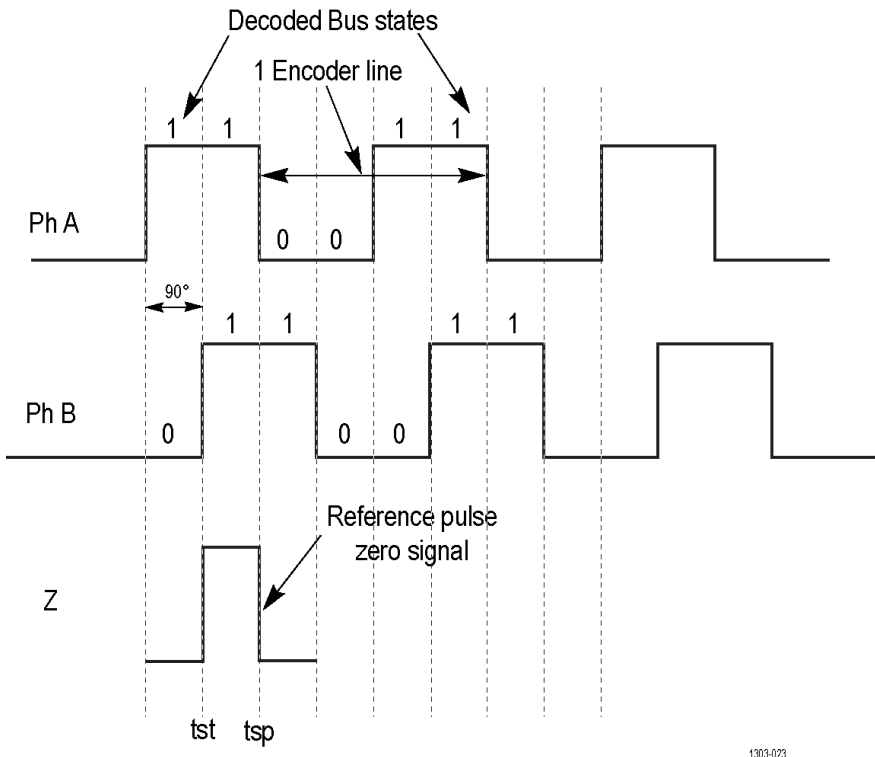 Decoded Bus states
1 Encoder line
1 1 1 1
Ph A
0 0
90°
1 1 1 1
Ph B
0 0 0
Reference pulse
zero signal
Z
tst tsp
1303-023